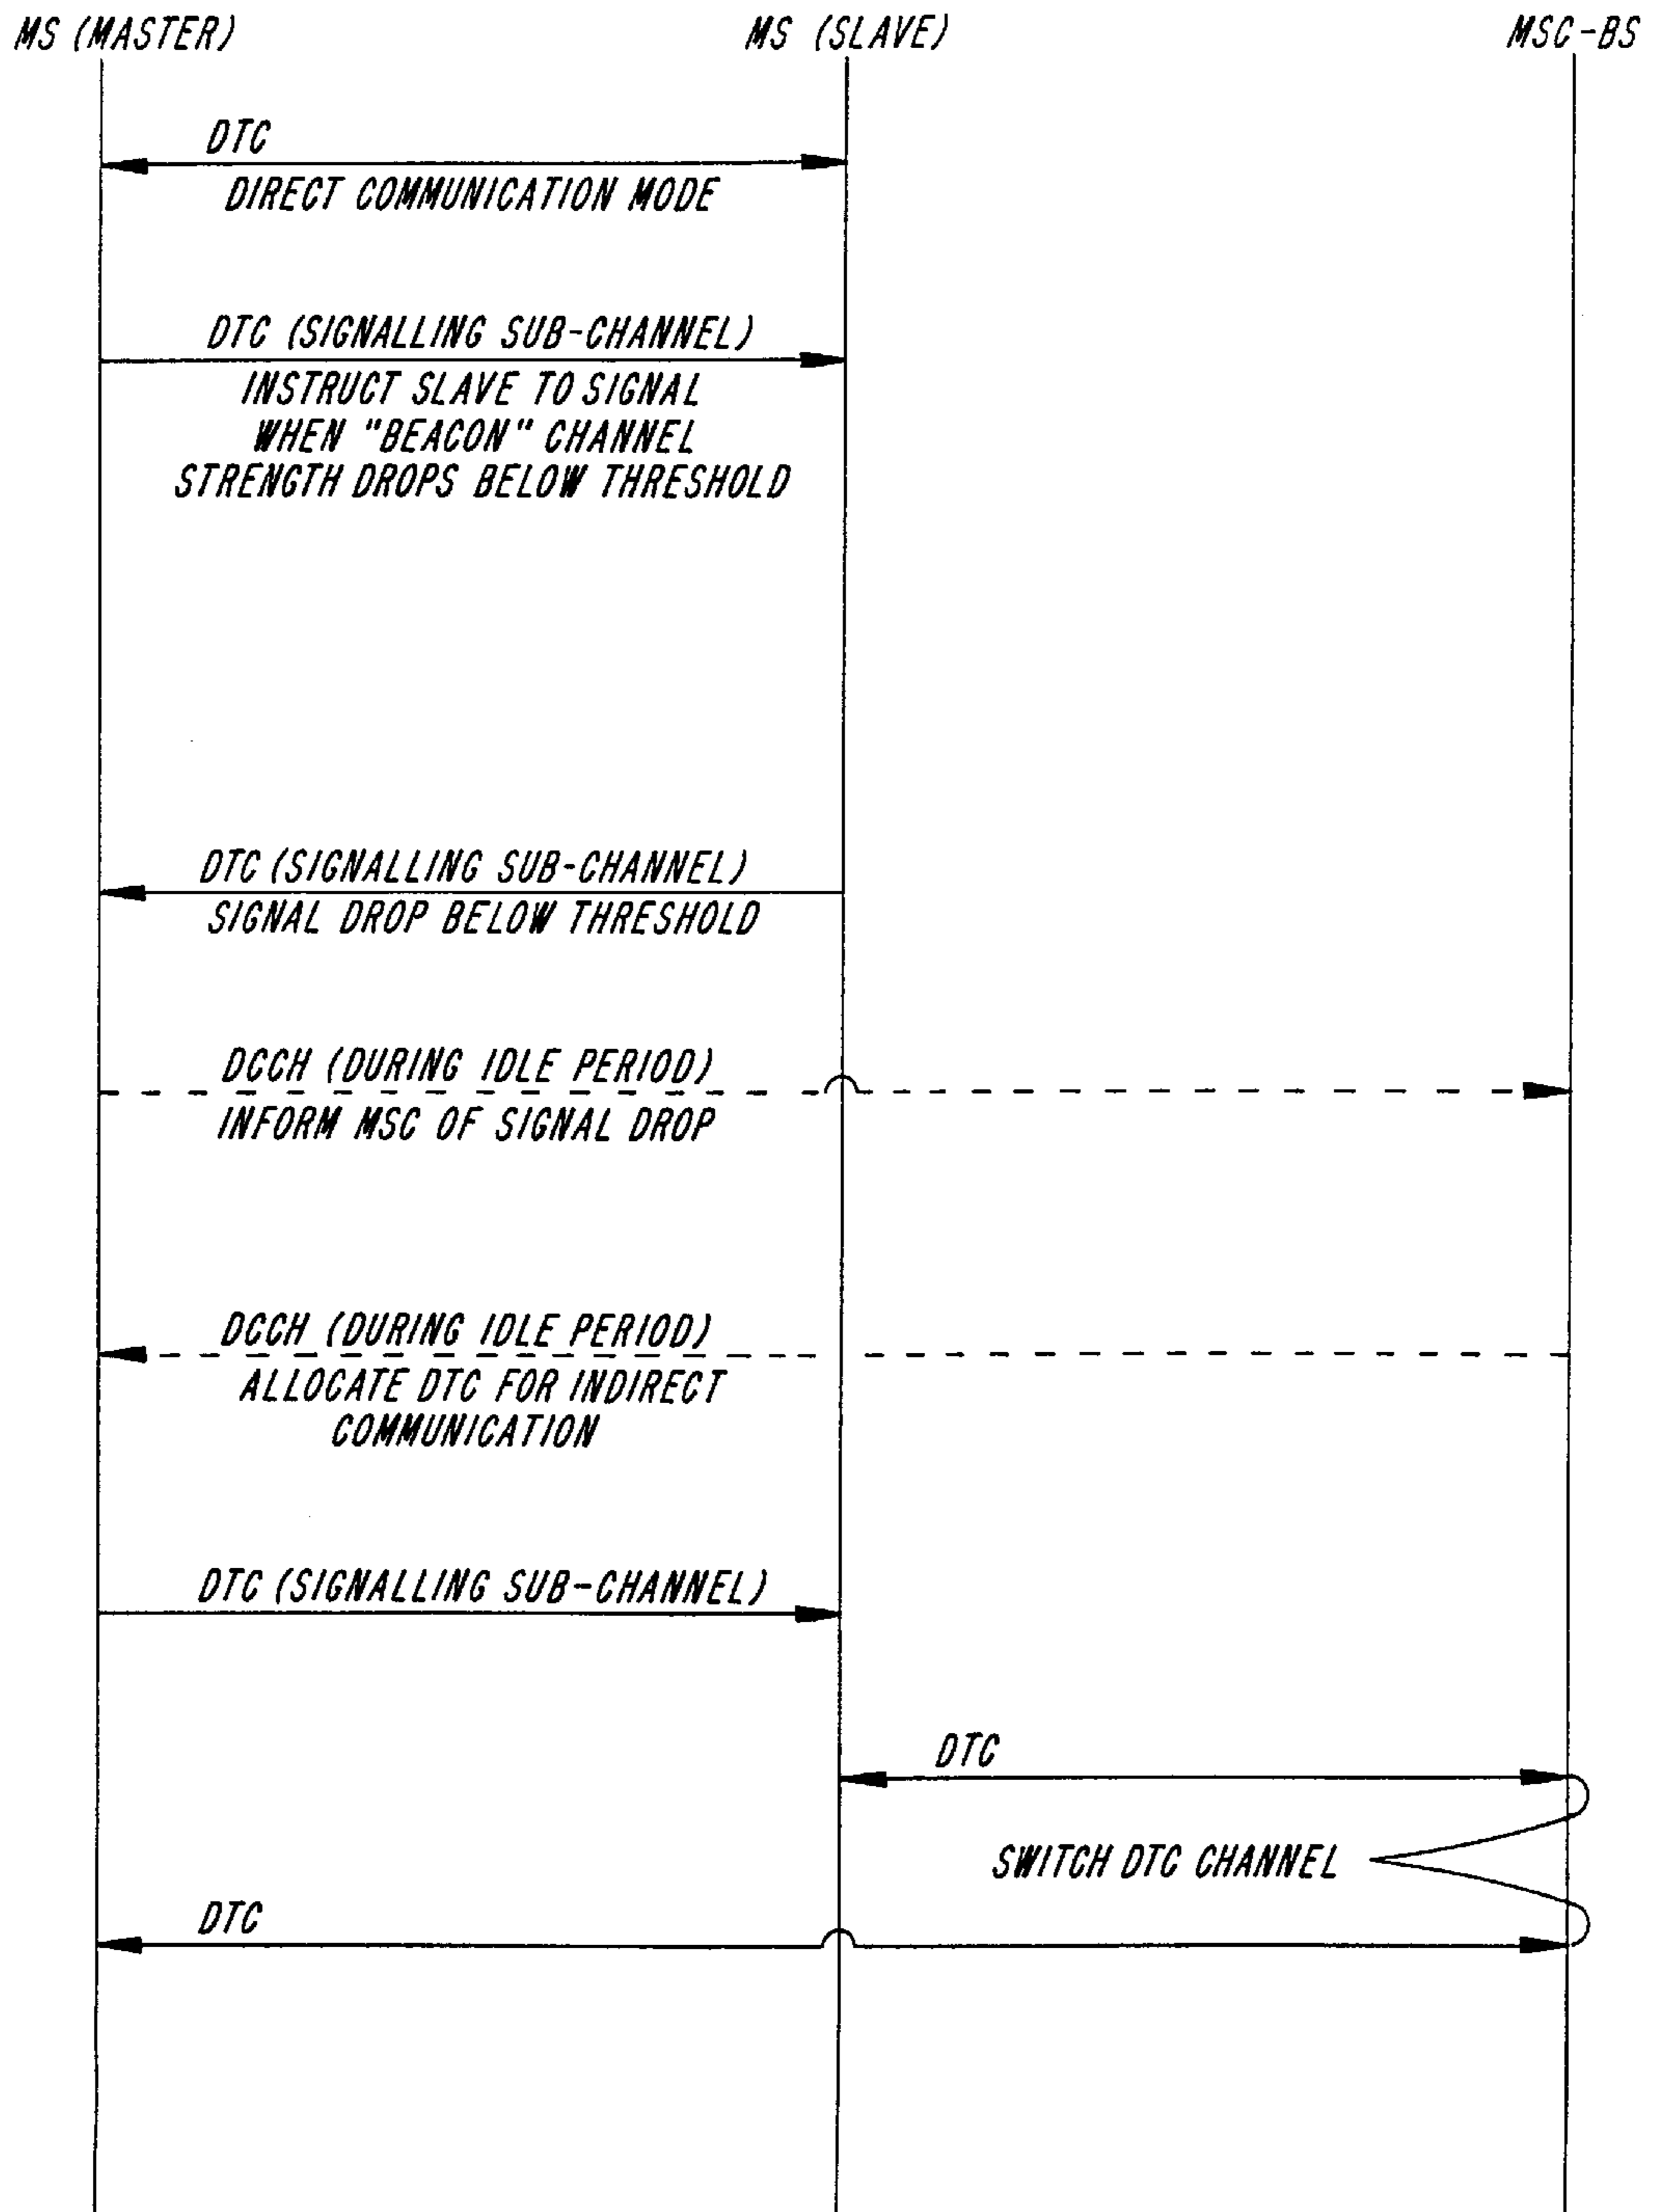 MS (MASTER)
MS (SLAVE)
MSC-BS
DTC
DIRECT COMMUNICATION MODE
DTC (SIGNALLING SUB-CHANNEL)
INSTRUCT SLAVE TO SIGNAL
WHEN "BEACON" CHANNEL
STRENGTH DROPS BELOW THRESHOLD
DTC (SIGNALLING SUB-CHANNEL)
SIGNAL DROP BELOW THRESHOLD
DCCH (DURING IDLE PERIOD)
INFORM MSC OF SIGNAL DROP
DCCH (DURING IDLE PERIOD)
ALLOCATE DTC FOR INDIRECT
COMMUNICATION
DTC (SIGNALLING SUB-CHANNEL)
DTC
SWITCH DTC CHANNEL
DTC